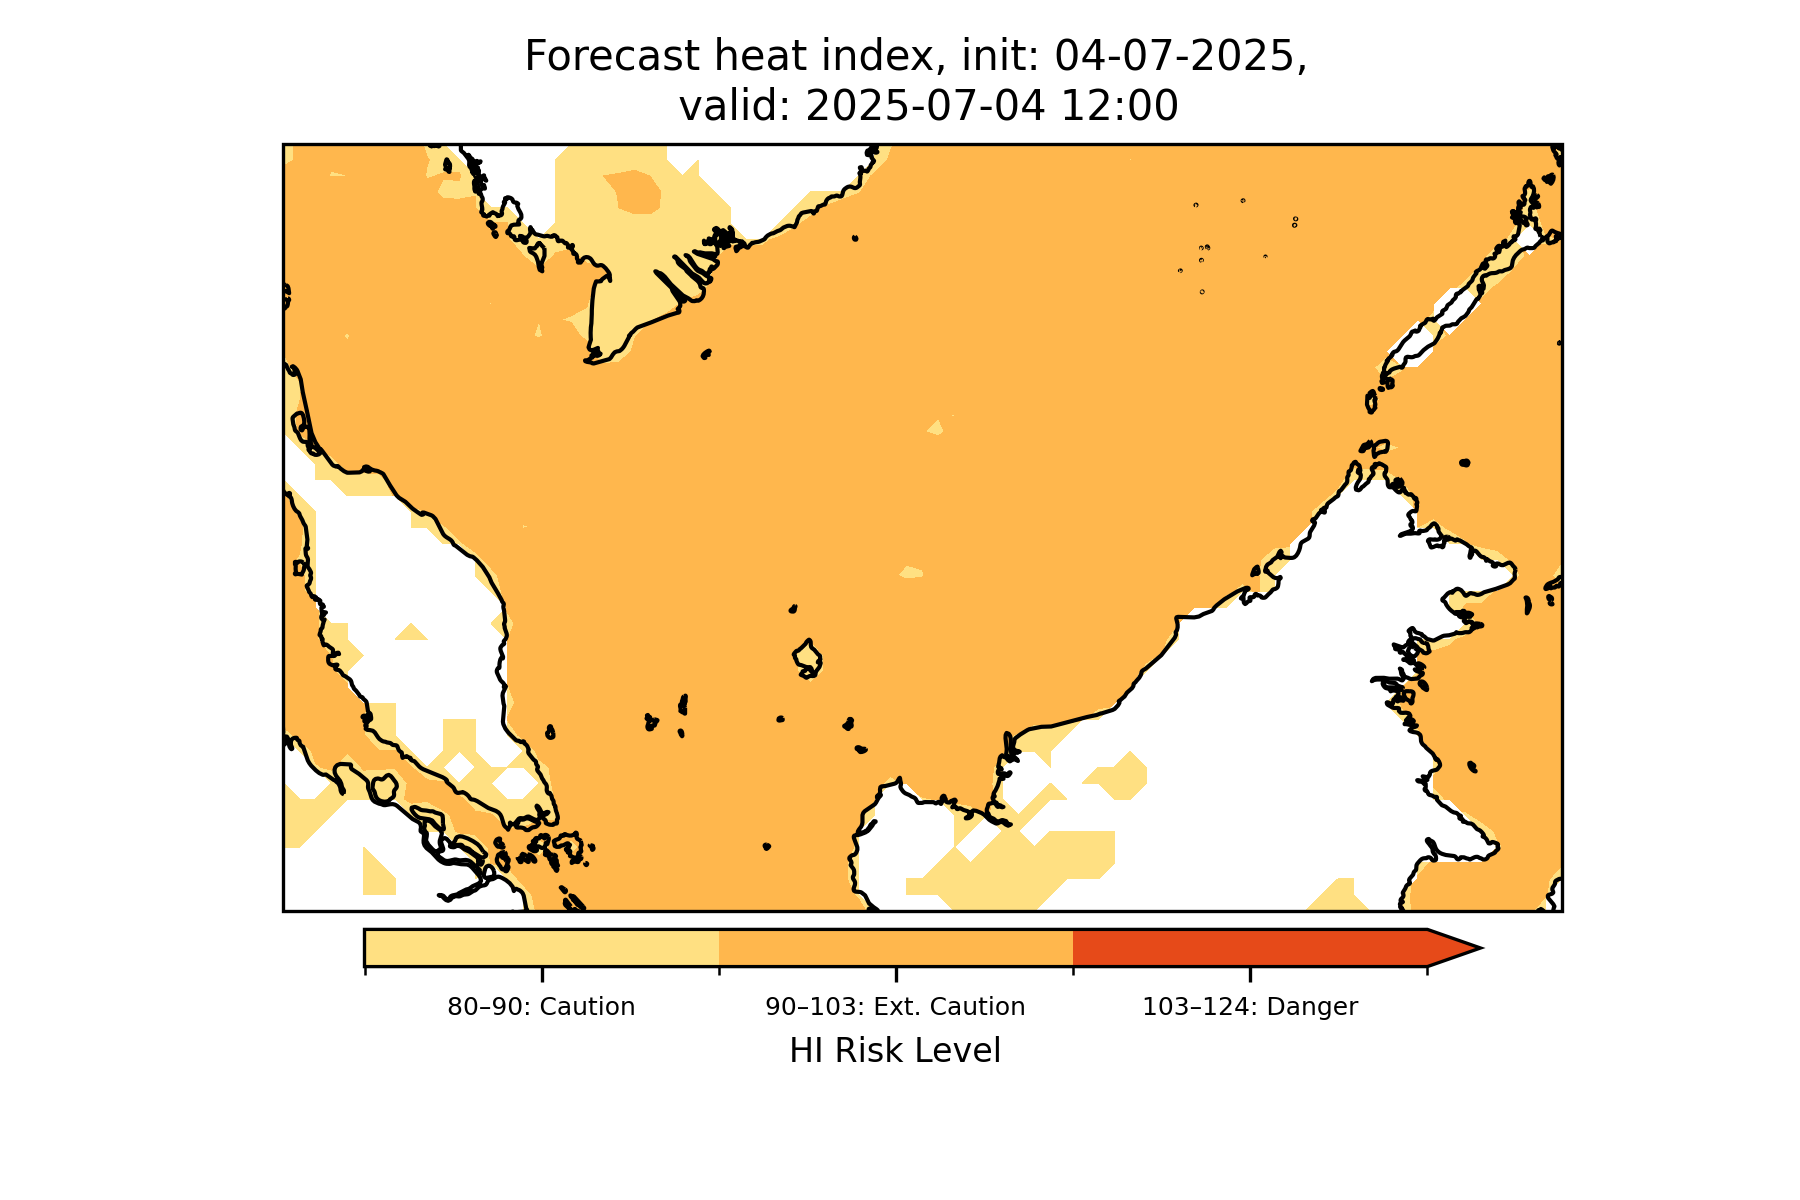 Forecast heat index, init: 04-07-2025,
valid: 2025-07-04 12:00
80–90: Caution
90–103: Ext. Caution
103–124: Danger
HI Risk Level